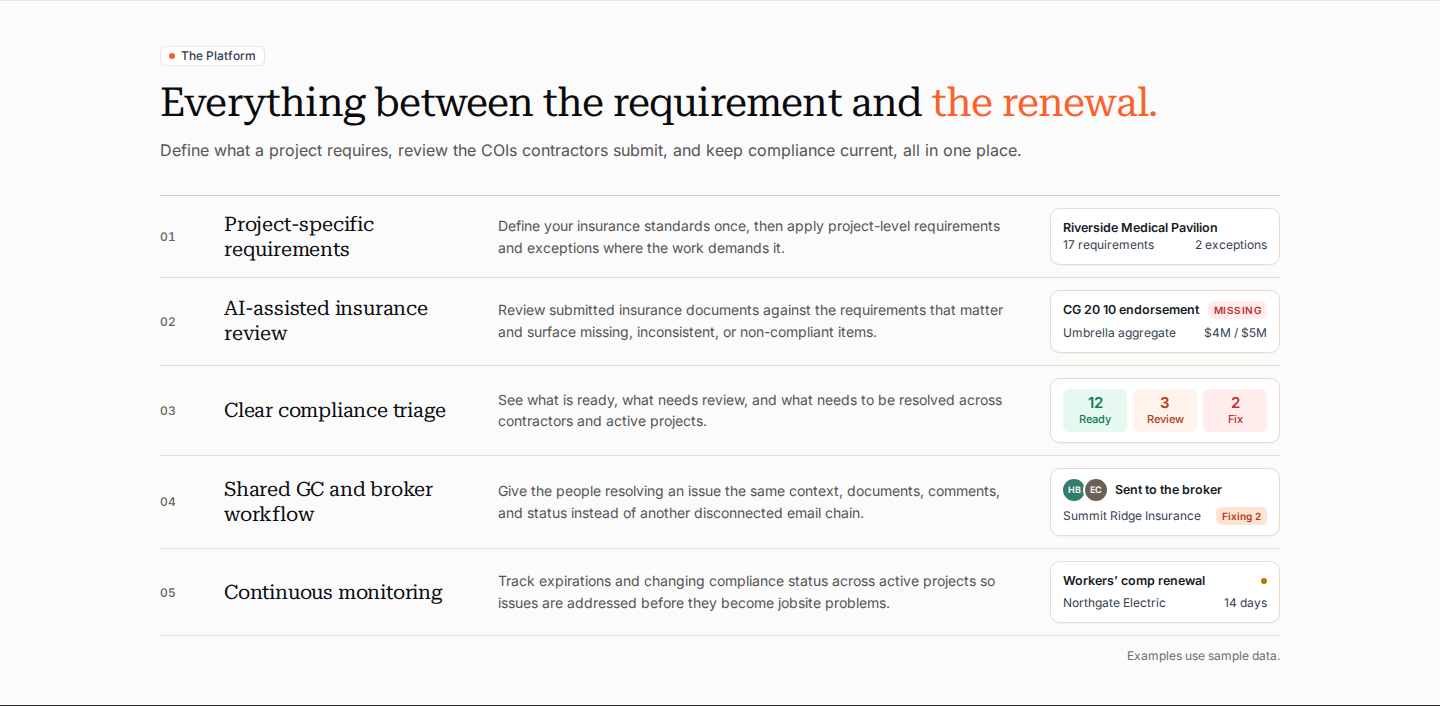 The Platform
Everything between the requirement and the renewal.
Define what a project requires, review the COIs contractors submit, and keep compliance current, all in one place.
01
Project-specific
requirements
Define your insurance standards once, then apply project-level requirements
and exceptions where the work demands it.
Riverside Medical Pavilion
17 requirements 2 exceptions
02
AI-assisted insurance
review
Review submitted insurance documents against the requirements that matter
and surface missing, inconsistent, or non-compliant items.
CG 20 10 endorsement MISSING
Umbrella aggregate $4M / $5M
03
Clear compliance triage
See what is ready, what needs review, and what needs to be resolved across
contractors and active projects.
12 3 2
Ready Review Fix
04
Shared GC and broker
workflow
Give the people resolving an issue the same context, documents, comments,
and status instead of another disconnected email chain.
HB EC Sent to the broker
Summit Ridge Insurance Fixing 2
05
Continuous monitoring
Track expirations and changing compliance status across active projects so
issues are addressed before they become jobsite problems.
Workers’ comp renewal
Northgate Electric 14 days
Examples use sample data.